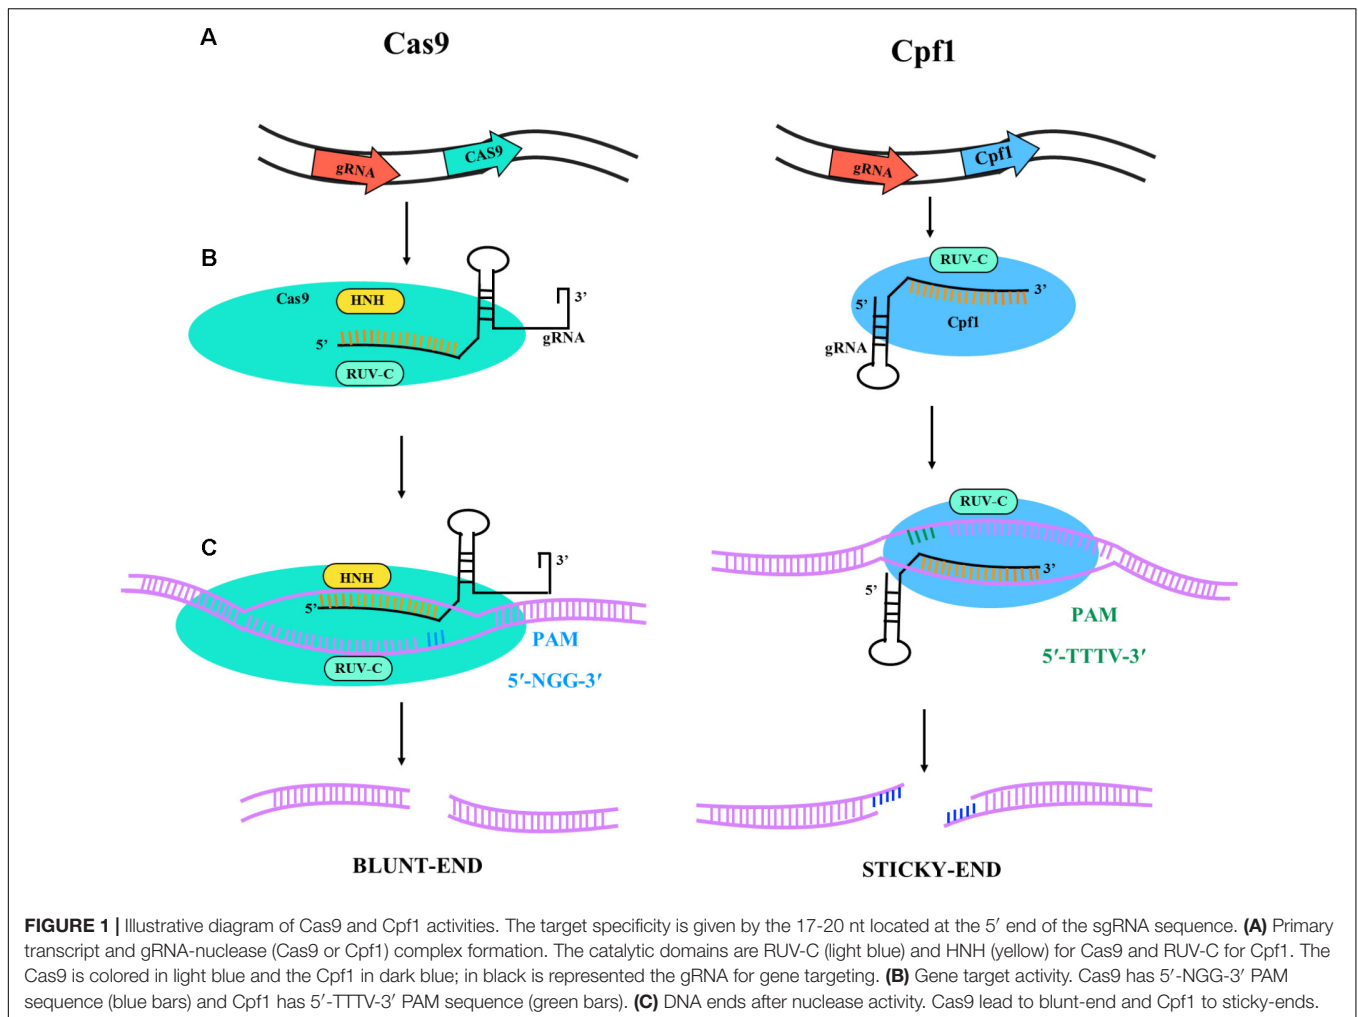 A
Cas9
Cpf1
gRNA
CAS9
gRNA
Cpf1
B
Cas9
HNH
3’
5’
gRNA
RUV-C
RUV-C
5’
3’
Cpf1
gRNA
C
HNH
3’
5’
RUV-C
PAM
5′-NGG-3′
RUV-C
3’
5’
PAM
5′-TTTV-3′
BLUNT-END
STICKY-END
FIGURE 1 | Illustrative diagram of Cas9 and Cpf1 activities. The target specificity is given by the 17-20 nt located at the 5′ end of the sgRNA sequence. (A) Primary
transcript and gRNA-nuclease (Cas9 or Cpf1) complex formation. The catalytic domains are RUV-C (light blue) and HNH (yellow) for Cas9 and RUV-C for Cpf1. The
Cas9 is colored in light blue and the Cpf1 in dark blue; in black is represented the gRNA for gene targeting. (B) Gene target activity. Cas9 has 5′-NGG-3′ PAM
sequence (blue bars) and Cpf1 has 5′-TTTV-3′ PAM sequence (green bars). (C) DNA ends after nuclease activity. Cas9 lead to blunt-end and Cpf1 to sticky-ends.